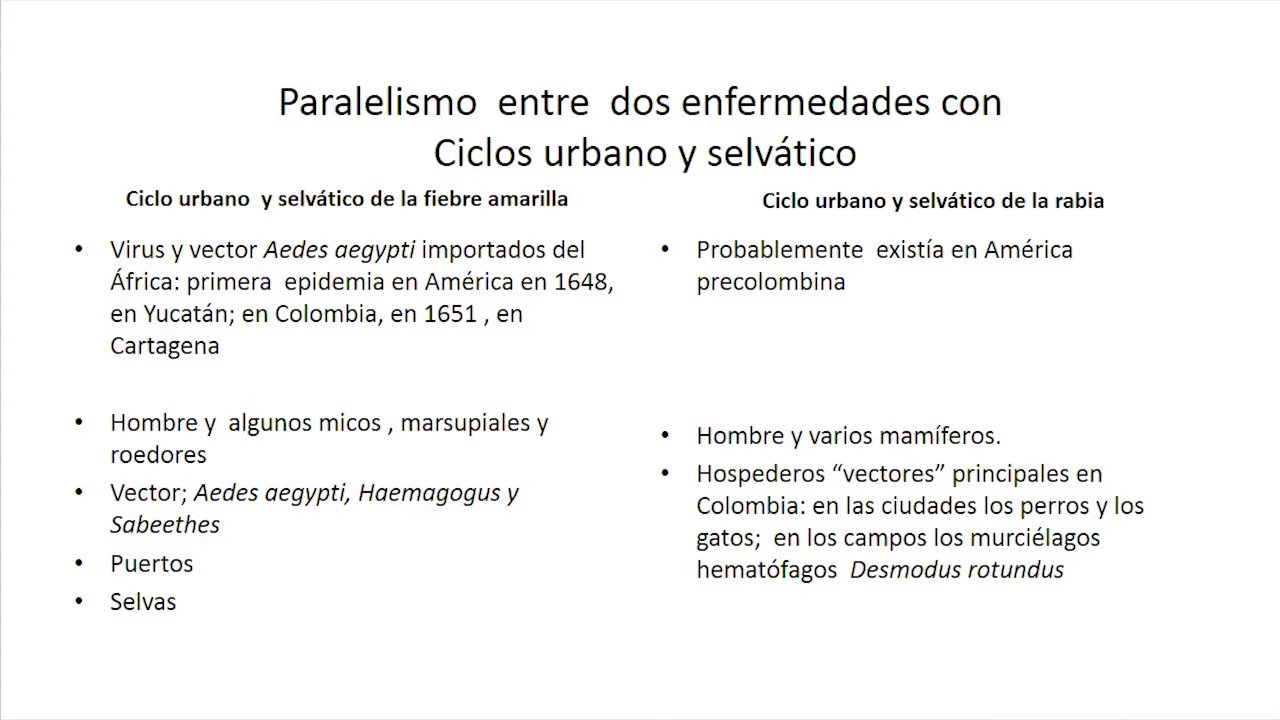 Paralelismo entre dos enfermedades con
Ciclos urbano y selvático
Ciclo urbano y selvático de la fiebre amarilla
• Virus y vector Aedes aegypti importados del
África: primera epidemia en América en 1648,
en Yucatán; en Colombia, en 1651 , en
Cartagena
• Hombre y algunos micos , marsupiales y
roedores
• Vector; Aedes aegypti, Haemagogus y
Sabeethes
• Puertos
• Selvas
Ciclo urbano y selvático de la rabia
• Probablemente existía en América
precolombina
• Hombre y varios mamíferos.
• Hospederos “vectores” principales en
Colombia: en las ciudades los perros y los
gatos; en los campos los murciélagos
hematófagos Desmodus rotundus